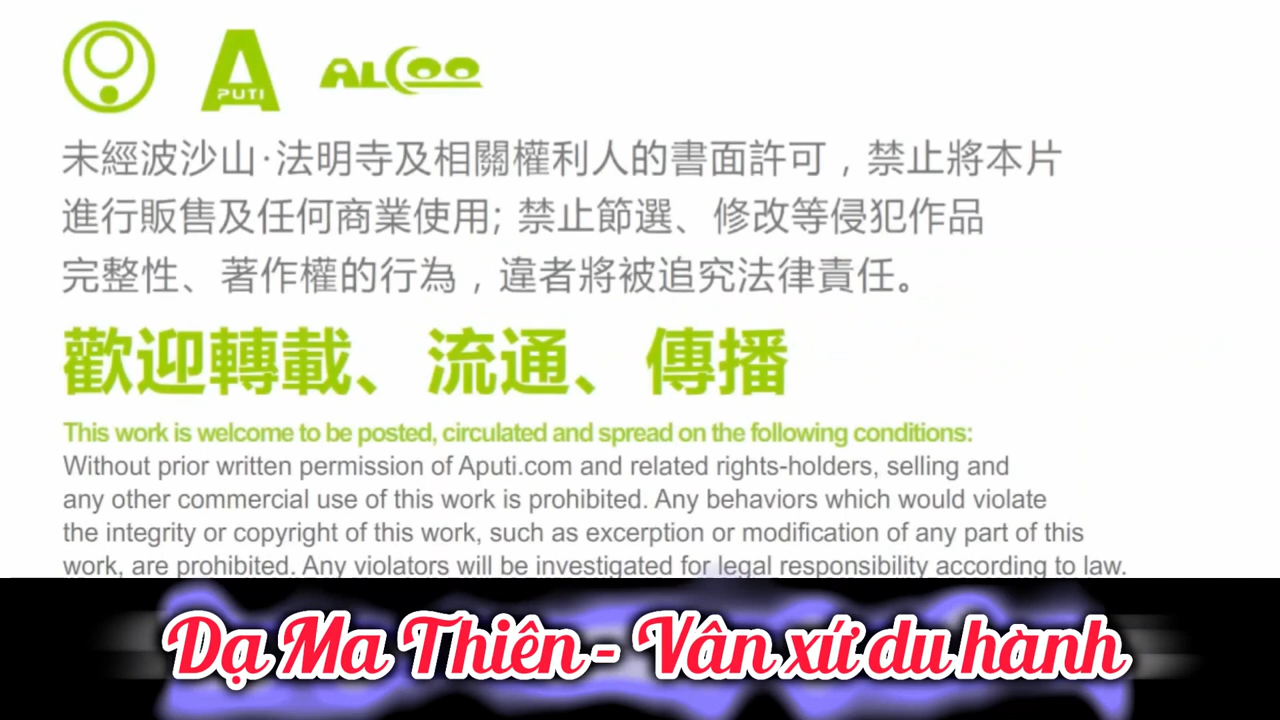 A PUTI ALCOO
未經波沙山·法明寺及相關權利人的書面許可，禁止將本片
進行販售及任何商業使用; 禁止節選、修改等侵犯作品
完整性、著作權的行為，違者將被追究法律責任。
歡迎轉載、流通、傳播
This work is welcome to be posted, circulated and spread on the following conditions:
Without prior written permission of Aputi.com and related rights-holders, selling and
any other commercial use of this work is prohibited. Any behaviors which would violate
the integrity or copyright of this work, such as excerption or modification of any part of this
work, are prohibited. Any violators will be investigated for legal responsibility according to law.
Dạ Ma Thiên - Vân xứ du hành